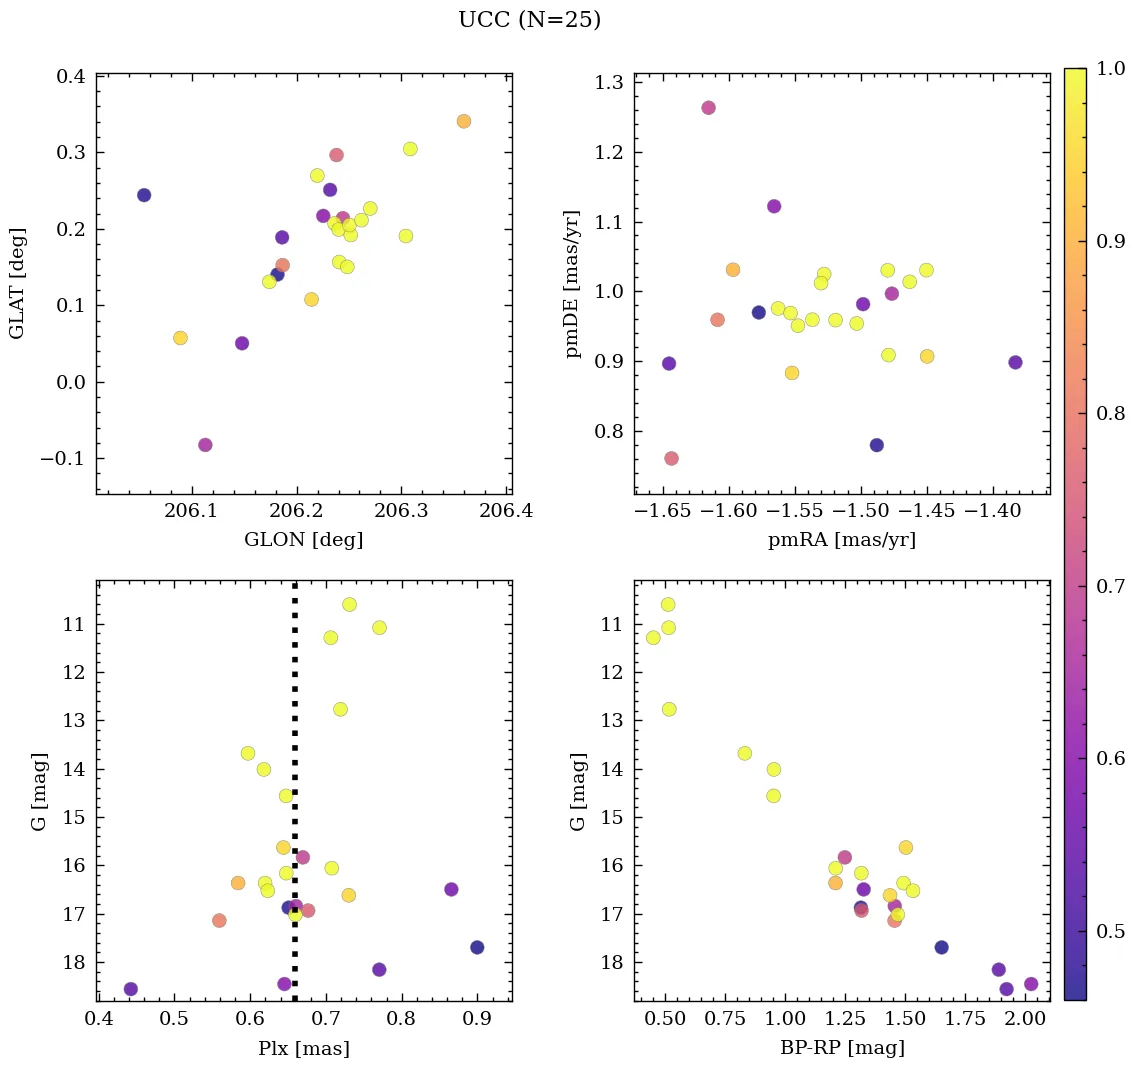 UCC (N=25)
0.4
0.3
0.2
0.1
0.0
−0.1
GLAT [deg]
206.1 206.2 206.3 206.4
GLON [deg]
1.3
1.2
1.1
1.0
0.9
0.8
pmDE [mas/yr]
−1.65 −1.60 −1.55 −1.50 −1.45 −1.40
pmRA [mas/yr]
11
12
13
14
15
16
17
18
G [mag]
0.4 0.5 0.6 0.7 0.8 0.9
Plx [mas]
11
12
13
14
15
16
17
18
G [mag]
0.50 0.75 1.00 1.25 1.50 1.75 2.00
BP-RP [mag]
1.0
0.9
0.8
0.7
0.6
0.5